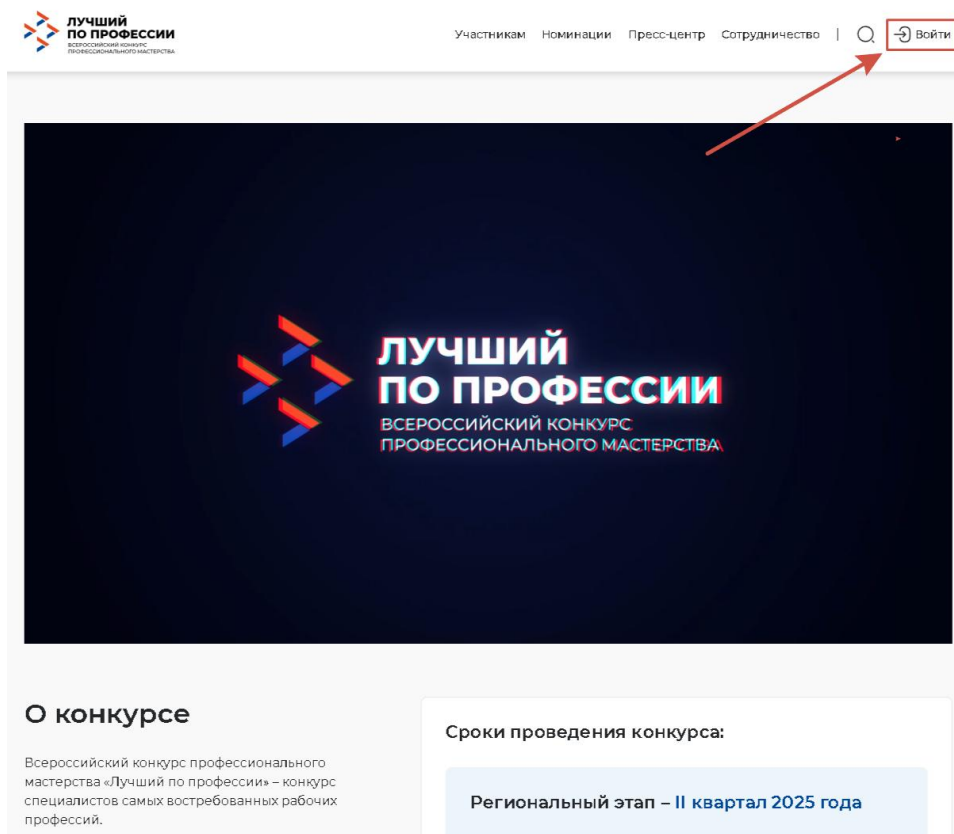 ЛУЧШИЙ
ПО ПРОФЕССИИ
ВСЕРОССИЙСКИЙ КОНКУРС
ПРОФЕССИОНАЛЬНОГО МАСТЕРСТВА
Участникам Номинации Пресс-центр Сотрудничество | Войти
ЛУЧШИЙ
ПО ПРОФЕССИИ
ВСЕРОССИЙСКИЙ КОНКУРС
ПРОФЕССИОНАЛЬНОГО МАСТЕРСТВА
О конкурсе
Всероссийский конкурс профессионального
мастерства «Лучший по профессии» – конкурс
специалистов самых востребованных рабочих
профессий.
Сроки проведения конкурса:
Региональный этап – II квартал 2025 года